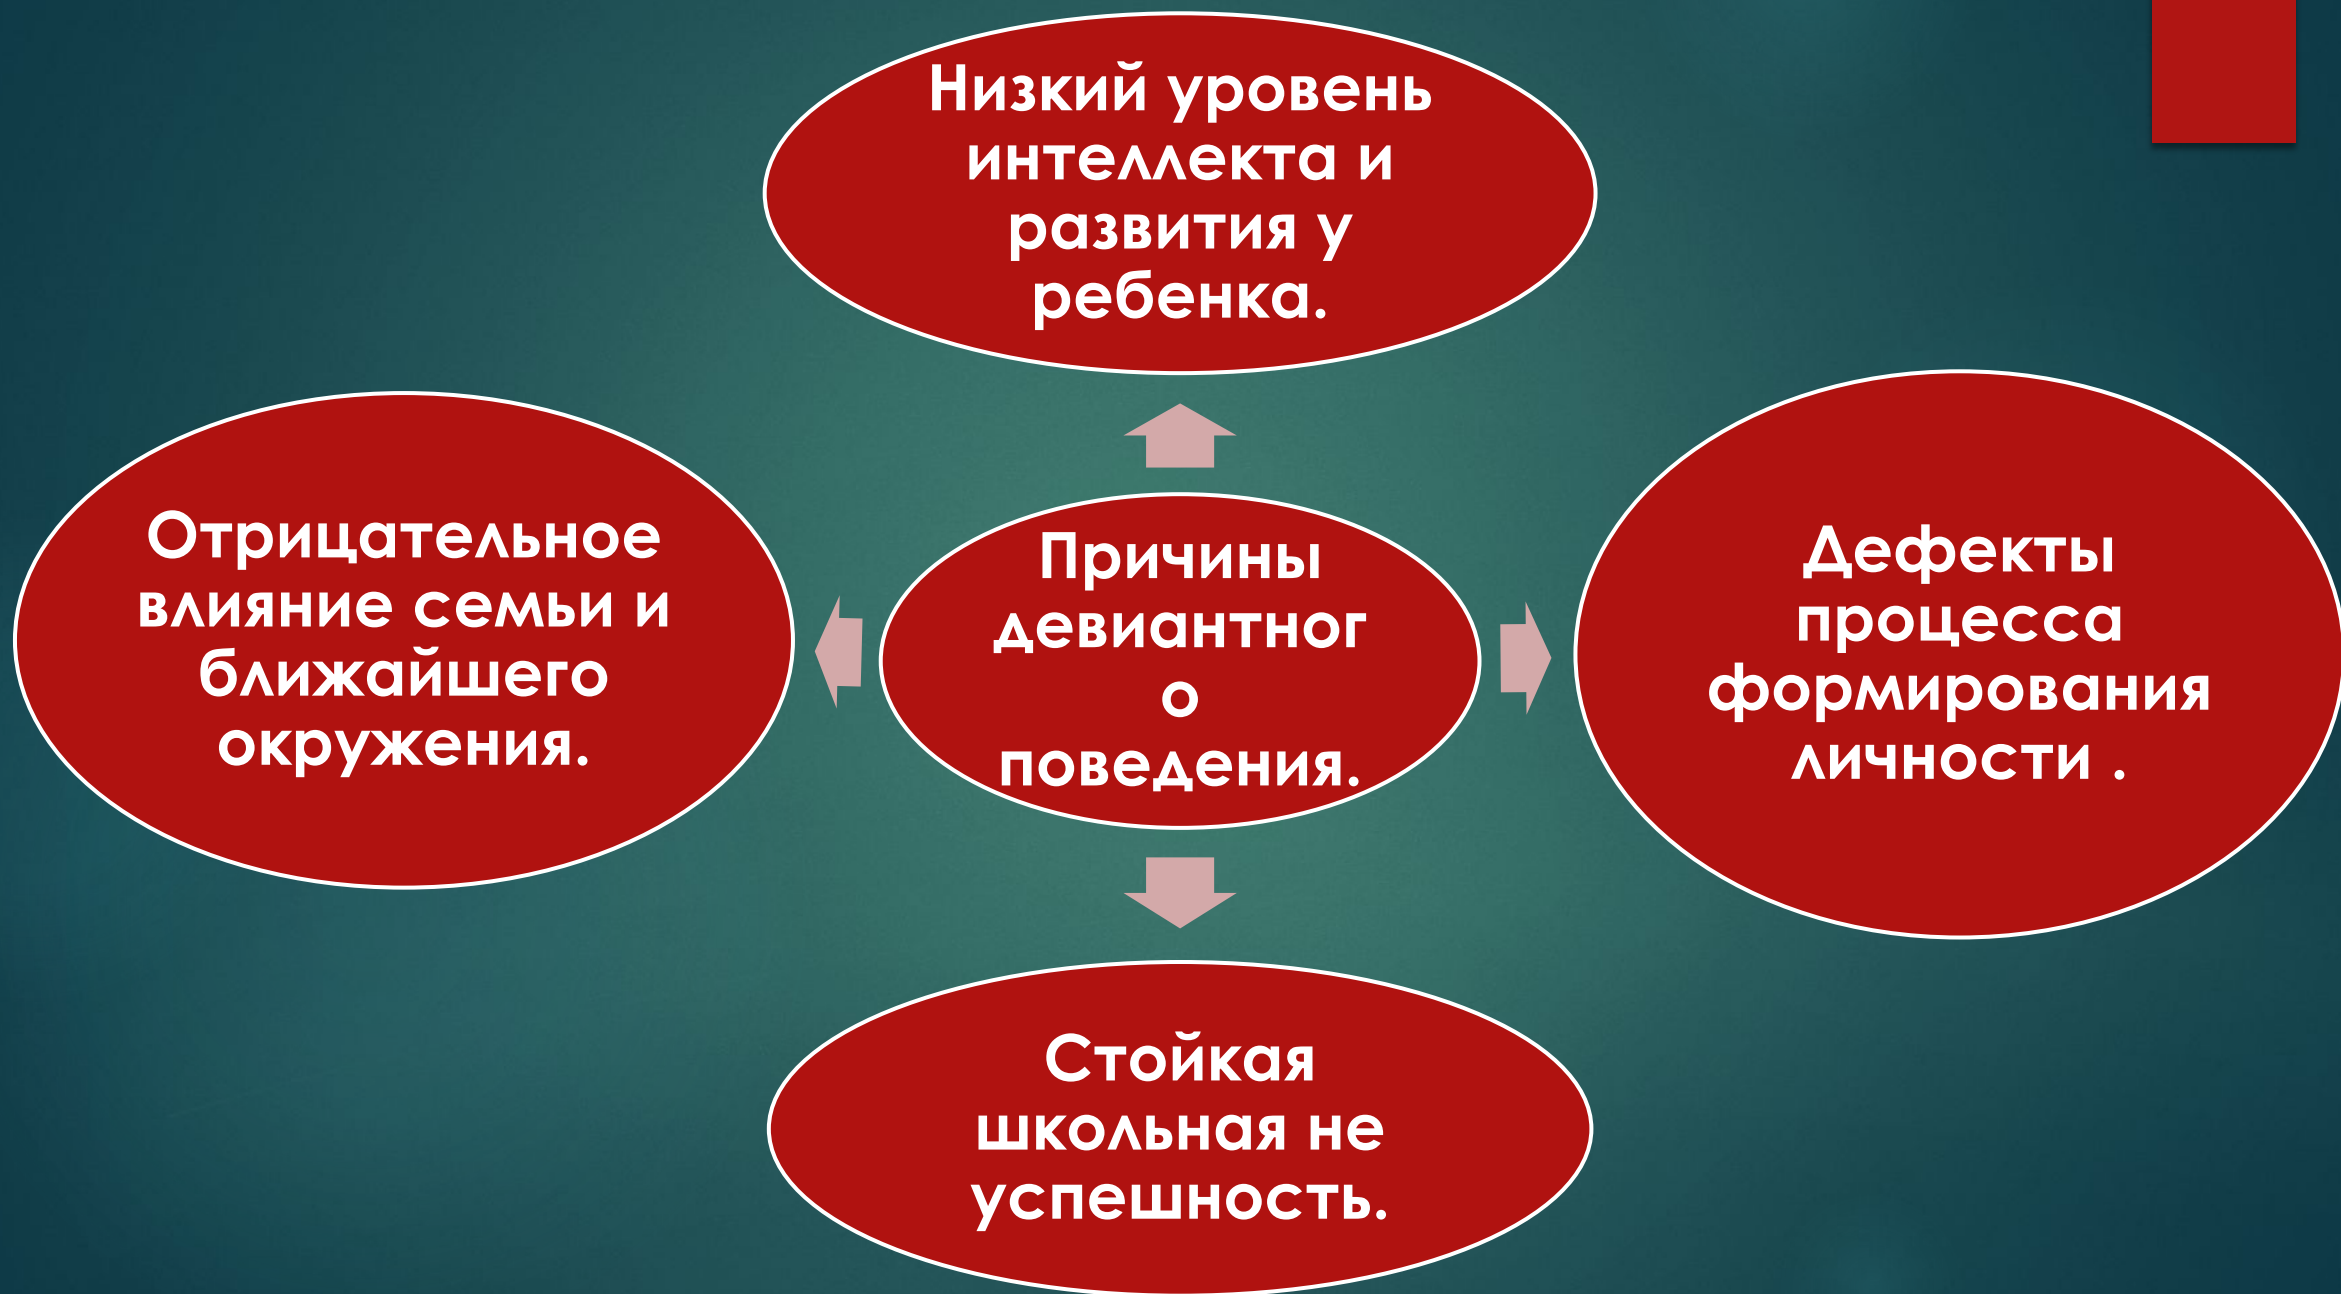 Низкий уровень
интеллекта и
развития у
ребенка.
Отрицательное
влияние семьи и
ближайшего
окружения.
Причины
девиантног
о
поведения.
Дефекты
процесса
формирования
личности .
Стойкая
школьная не
успешность.